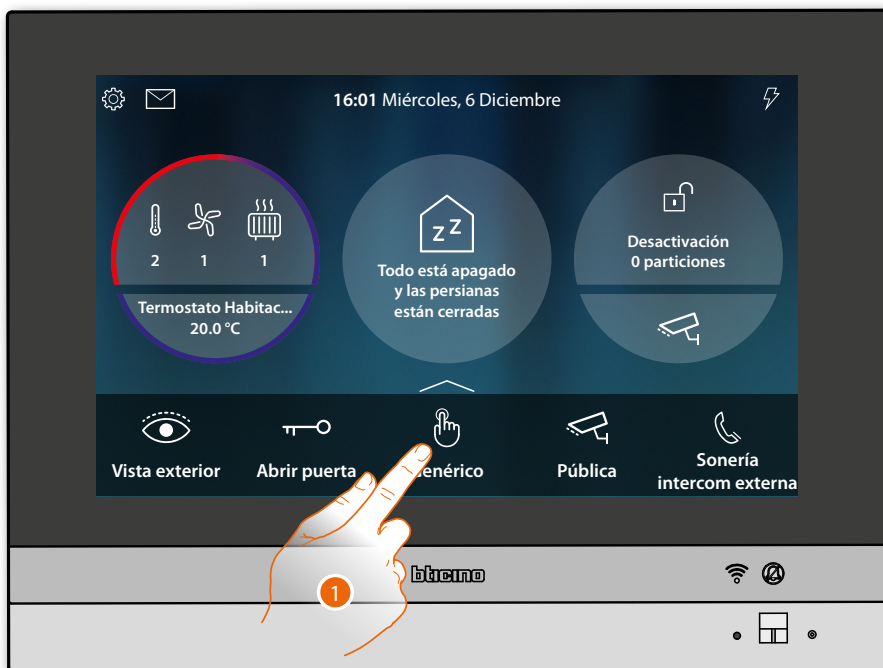 16:01 Miércoles, 6 Diciembre
2 1 1
Termostato Habitac...
20.0 °C
zZ
Todo está apagado
y las persianas
están cerradas
Desactivación
0 particiones
Vista exterior
Abrir puerta
enérico
Pública
Sonería
intercom externa
1
bticino